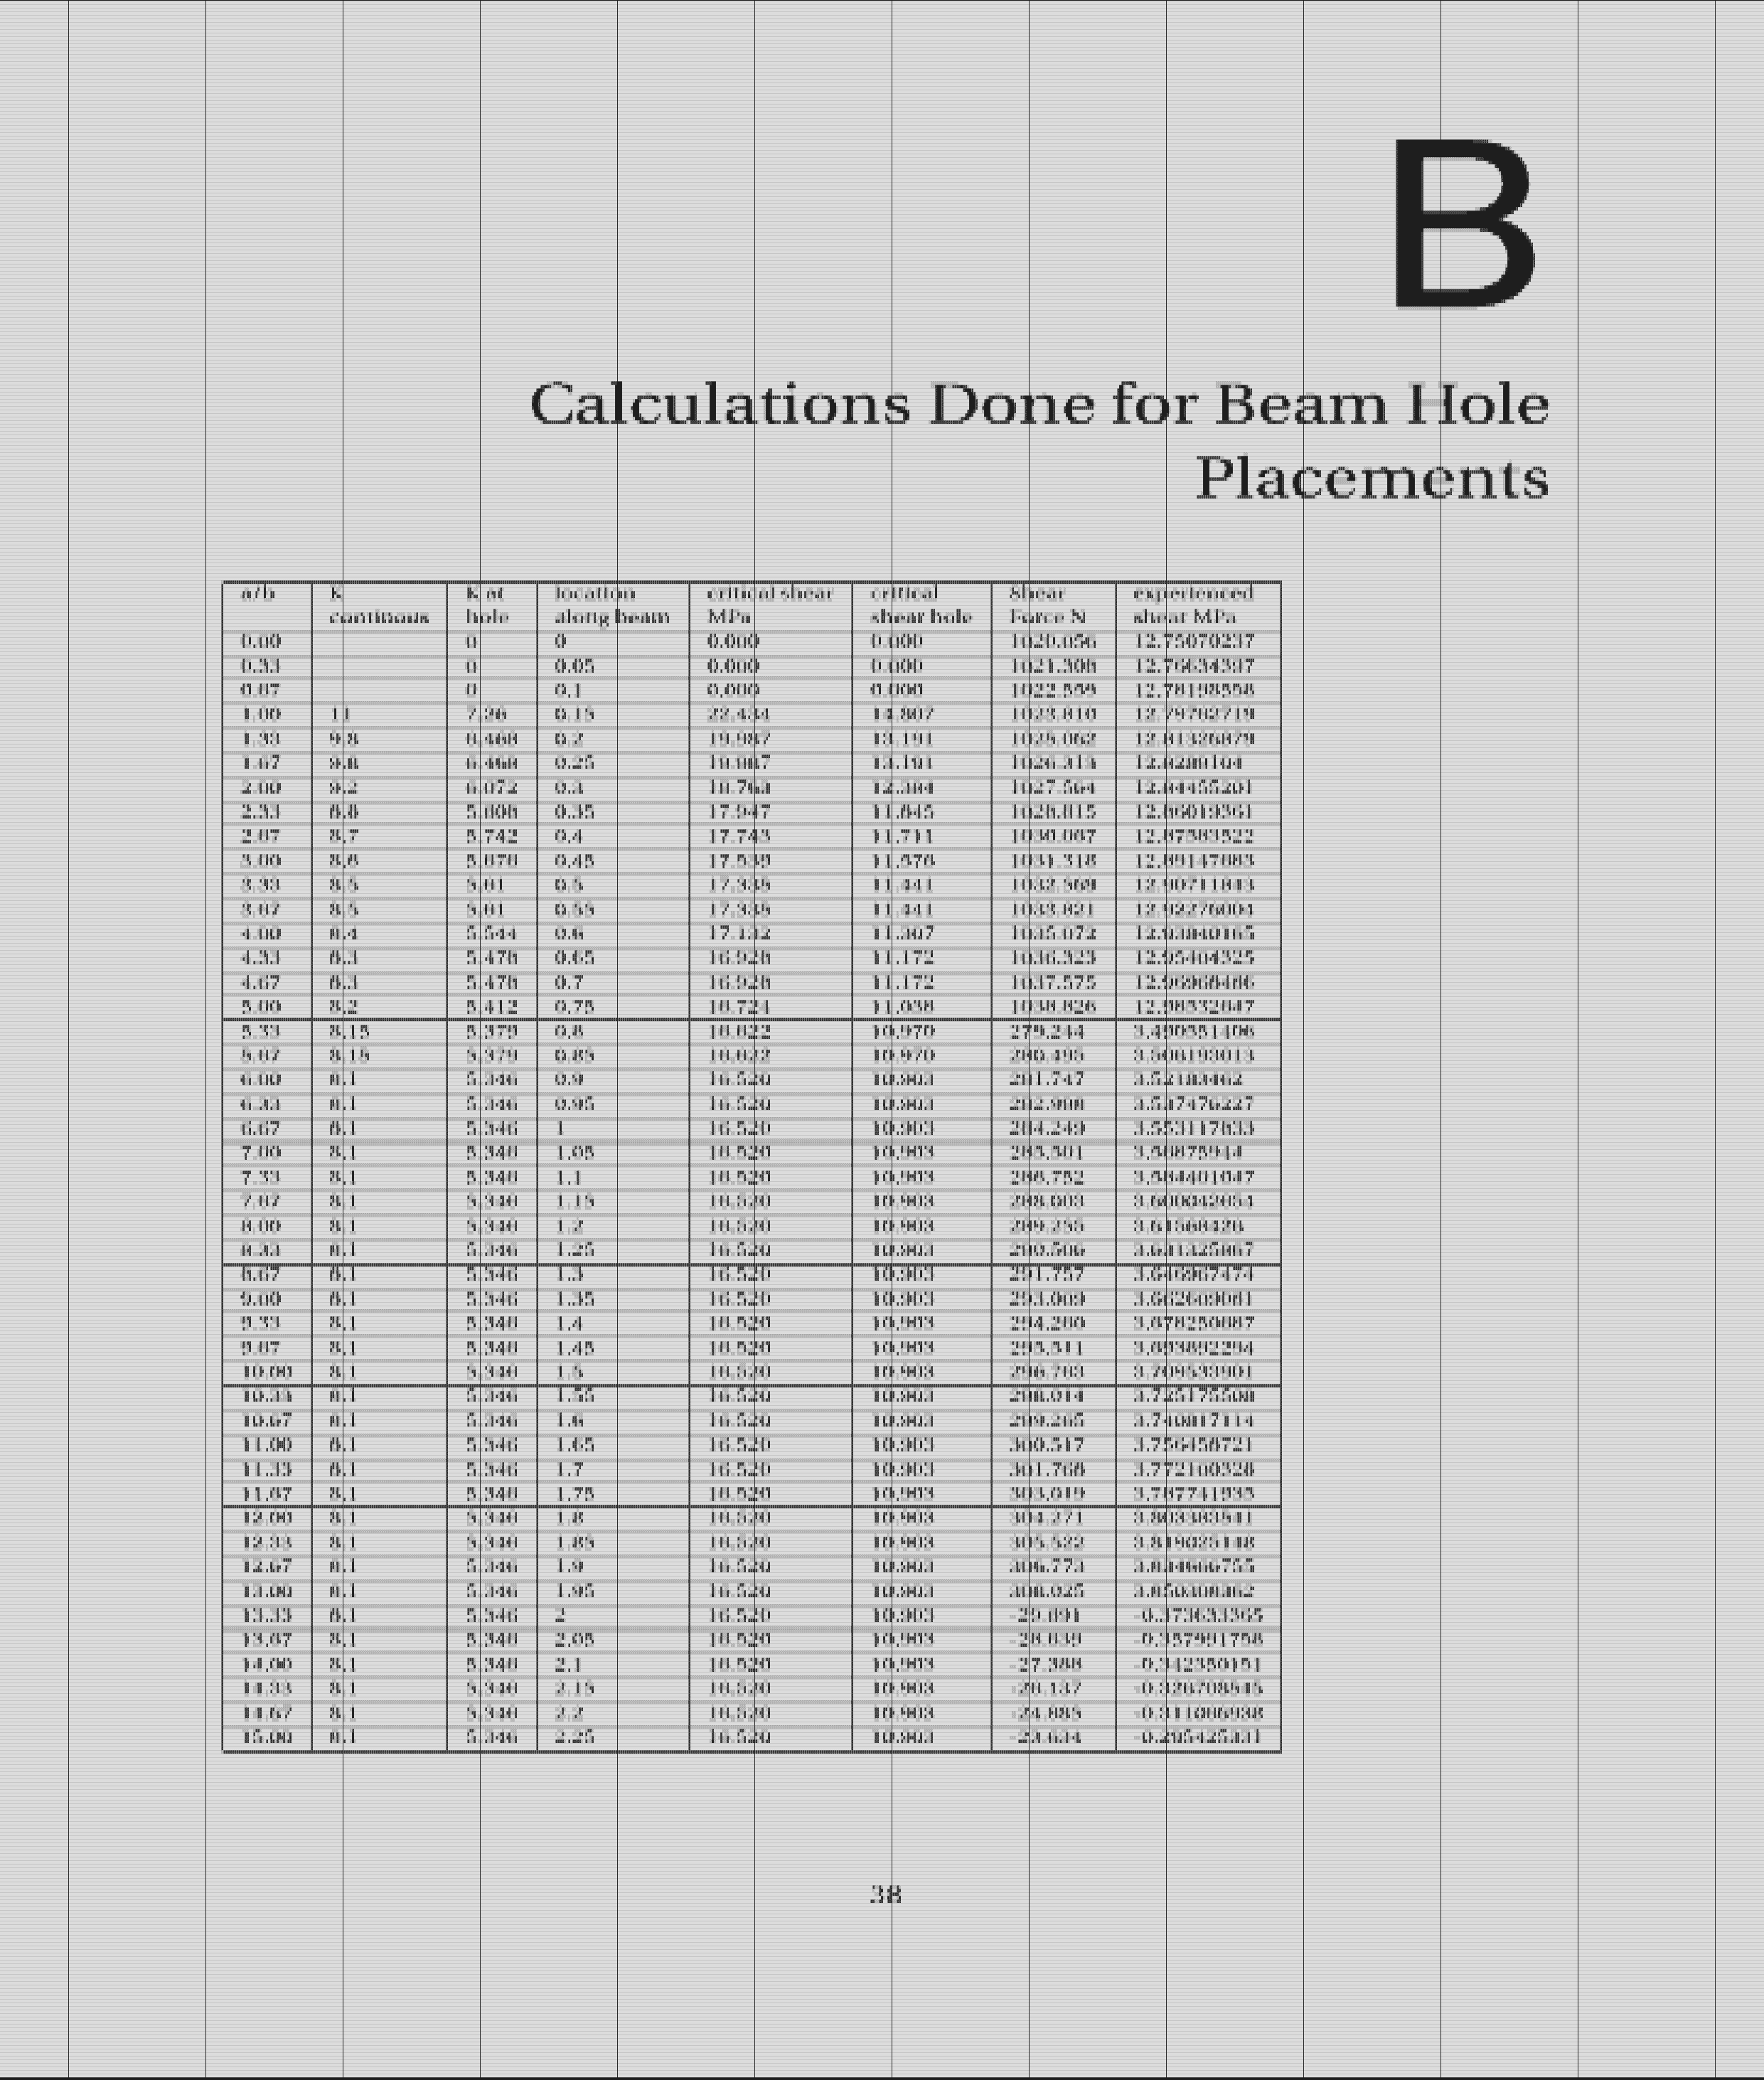 B
Calculations Done for Beam Hole
Placements
a/b K K at location critical shear critical Shear experienced
continous hole along beam MPa shear hole Force N shear MPa
0.00 0 0 0.000 0.000 1020.056 12.75070237
0.33 0 0.05 0.000 0.000 1021.308 12.76634397
0.67 0 0.1 0.000 0.000 1022.559 12.78198558
1.00 11 7.26 0.15 22.434 14.807 1023.810 12.79762719
1.33 9.8 6.468 0.2 19.987 13.191 1025.062 12.81326879
1.67 9.8 6.468 0.25 19.987 13.191 1026.313 12.8289104
2.00 9.2 6.072 0.3 18.763 12.384 1027.564 12.84455201
2.33 8.8 5.808 0.35 17.947 11.845 1028.815 12.86019361
2.67 8.7 5.742 0.4 17.743 11.711 1030.067 12.87583522
3.00 8.6 5.676 0.45 17.539 11.576 1031.318 12.89147683
3.33 8.5 5.61 0.5 17.335 11.441 1032.569 12.90711843
3.67 8.5 5.61 0.55 17.335 11.441 1033.821 12.92276004
4.00 8.4 5.544 0.6 17.132 11.307 1035.072 12.93840165
4.33 8.3 5.478 0.65 16.928 11.172 1036.323 12.95404325
4.67 8.3 5.478 0.7 16.928 11.172 1037.575 12.96968486
5.00 8.2 5.412 0.75 16.724 11.038 1038.826 12.98532647
5.33 8.15 5.379 0.8 16.622 10.970 279.244 3.490551406
5.67 8.15 5.379 0.85 16.622 10.970 280.495 3.506193013
6.00 8.1 5.346 0.9 16.520 10.903 281.747 3.52183462
6.33 8.1 5.346 0.95 16.520 10.903 282.998 3.537476227
6.67 8.1 5.346 1 16.520 10.903 284.249 3.553117833
7.00 8.1 5.346 1.05 16.520 10.903 285.501 3.56875944
7.33 8.1 5.346 1.1 16.520 10.903 286.752 3.584401047
7.67 8.1 5.346 1.15 16.520 10.903 288.003 3.600042654
8.00 8.1 5.346 1.2 16.520 10.903 289.255 3.61568426
8.33 8.1 5.346 1.25 16.520 10.903 290.506 3.631325867
8.67 8.1 5.346 1.3 16.520 10.903 291.757 3.646967474
9.00 8.1 5.346 1.35 16.520 10.903 293.009 3.662609081
9.33 8.1 5.346 1.4 16.520 10.903 294.260 3.678250687
9.67 8.1 5.346 1.45 16.520 10.903 295.511 3.693892294
10.00 8.1 5.346 1.5 16.520 10.903 296.763 3.709533901
10.33 8.1 5.346 1.55 16.520 10.903 298.014 3.725175508
10.67 8.1 5.346 1.6 16.520 10.903 299.265 3.740817114
11.00 8.1 5.346 1.65 16.520 10.903 300.517 3.756458721
11.33 8.1 5.346 1.7 16.520 10.903 301.768 3.772100328
11.67 8.1 5.346 1.75 16.520 10.903 303.019 3.787741935
12.00 8.1 5.346 1.8 16.520 10.903 304.271 3.803383541
12.33 8.1 5.346 1.85 16.520 10.903 305.522 3.819025148
12.67 8.1 5.346 1.9 16.520 10.903 306.773 3.834666755
13.00 8.1 5.346 1.95 16.520 10.903 308.025 3.850308362
13.33 8.1 5.346 2 16.520 10.903 -29.891 -0.373633365
13.67 8.1 5.346 2.05 16.520 10.903 -28.639 -0.357991758
14.00 8.1 5.346 2.1 16.520 10.903 -27.388 -0.342350151
14.33 8.1 5.346 2.15 16.520 10.903 -26.137 -0.326708545
14.67 8.1 5.346 2.2 16.520 10.903 -24.885 -0.311066938
15.00 8.1 5.346 2.25 16.520 10.903 -23.634 -0.295425331
38